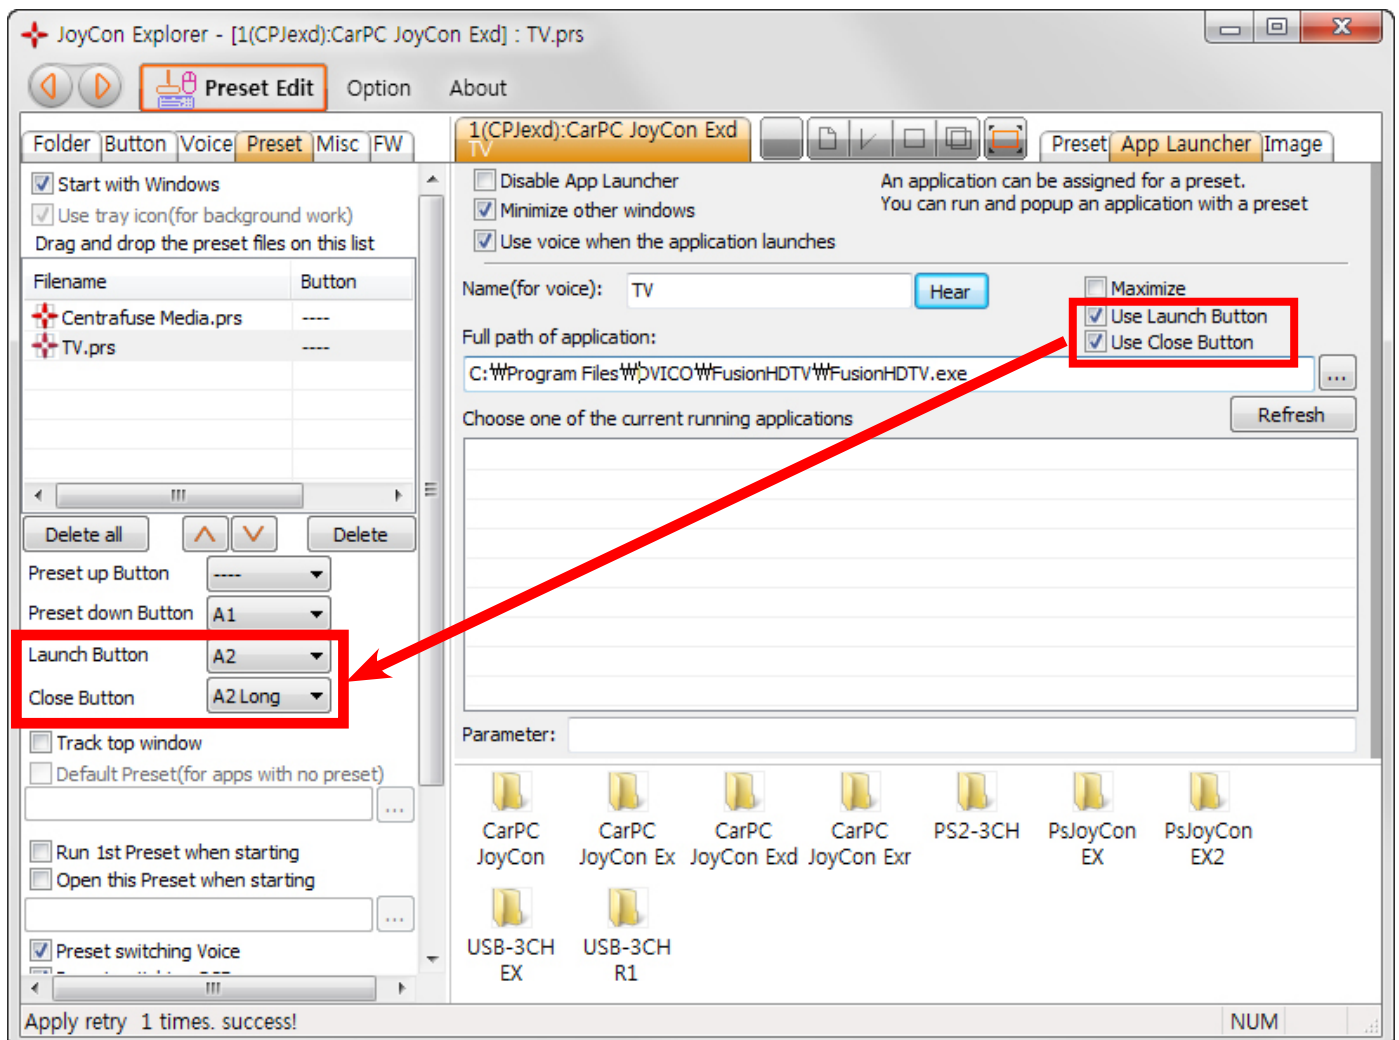 JoyCon Explorer - [1(CPJexd):CarPC JoyCon Exd] : TV.prs
Preset Edit Option About
Folder Button Voice Preset Misc FW
1(CPJexd):CarPC JoyCon Exd
TV
Preset App Launcher Image
Start with Windows
Use tray icon(for background work)
Drag and drop the preset files on this list
Filename Button
Centrafuse Media.prs ----
TV.prs ----
Delete all Delete
Preset up Button ----
Preset down Button A1
Launch Button A2
Close Button A2 Long
Track top window
Default Preset(for apps with no preset)
...
Run 1st Preset when starting
Open this Preset when starting
...
Preset switching Voice
Disable App Launcher
Minimize other windows
Use voice when the application launches
An application can be assigned for a preset.
You can run and popup an application with a preset
Name(for voice): TV Hear
Maximize
Use Launch Button
Use Close Button
Full path of application:
C:₩Program Files₩DVICO₩FusionHDTV₩FusionHDTV.exe ...
Choose one of the current running applications Refresh
Parameter:
CarPC JoyCon
CarPC JoyCon Ex
CarPC JoyCon Exd
CarPC JoyCon Exr
PS2-3CH
PsJoyCon EX
PsJoyCon EX2
USB-3CH EX
USB-3CH R1
Apply retry 1 times. success! NUM